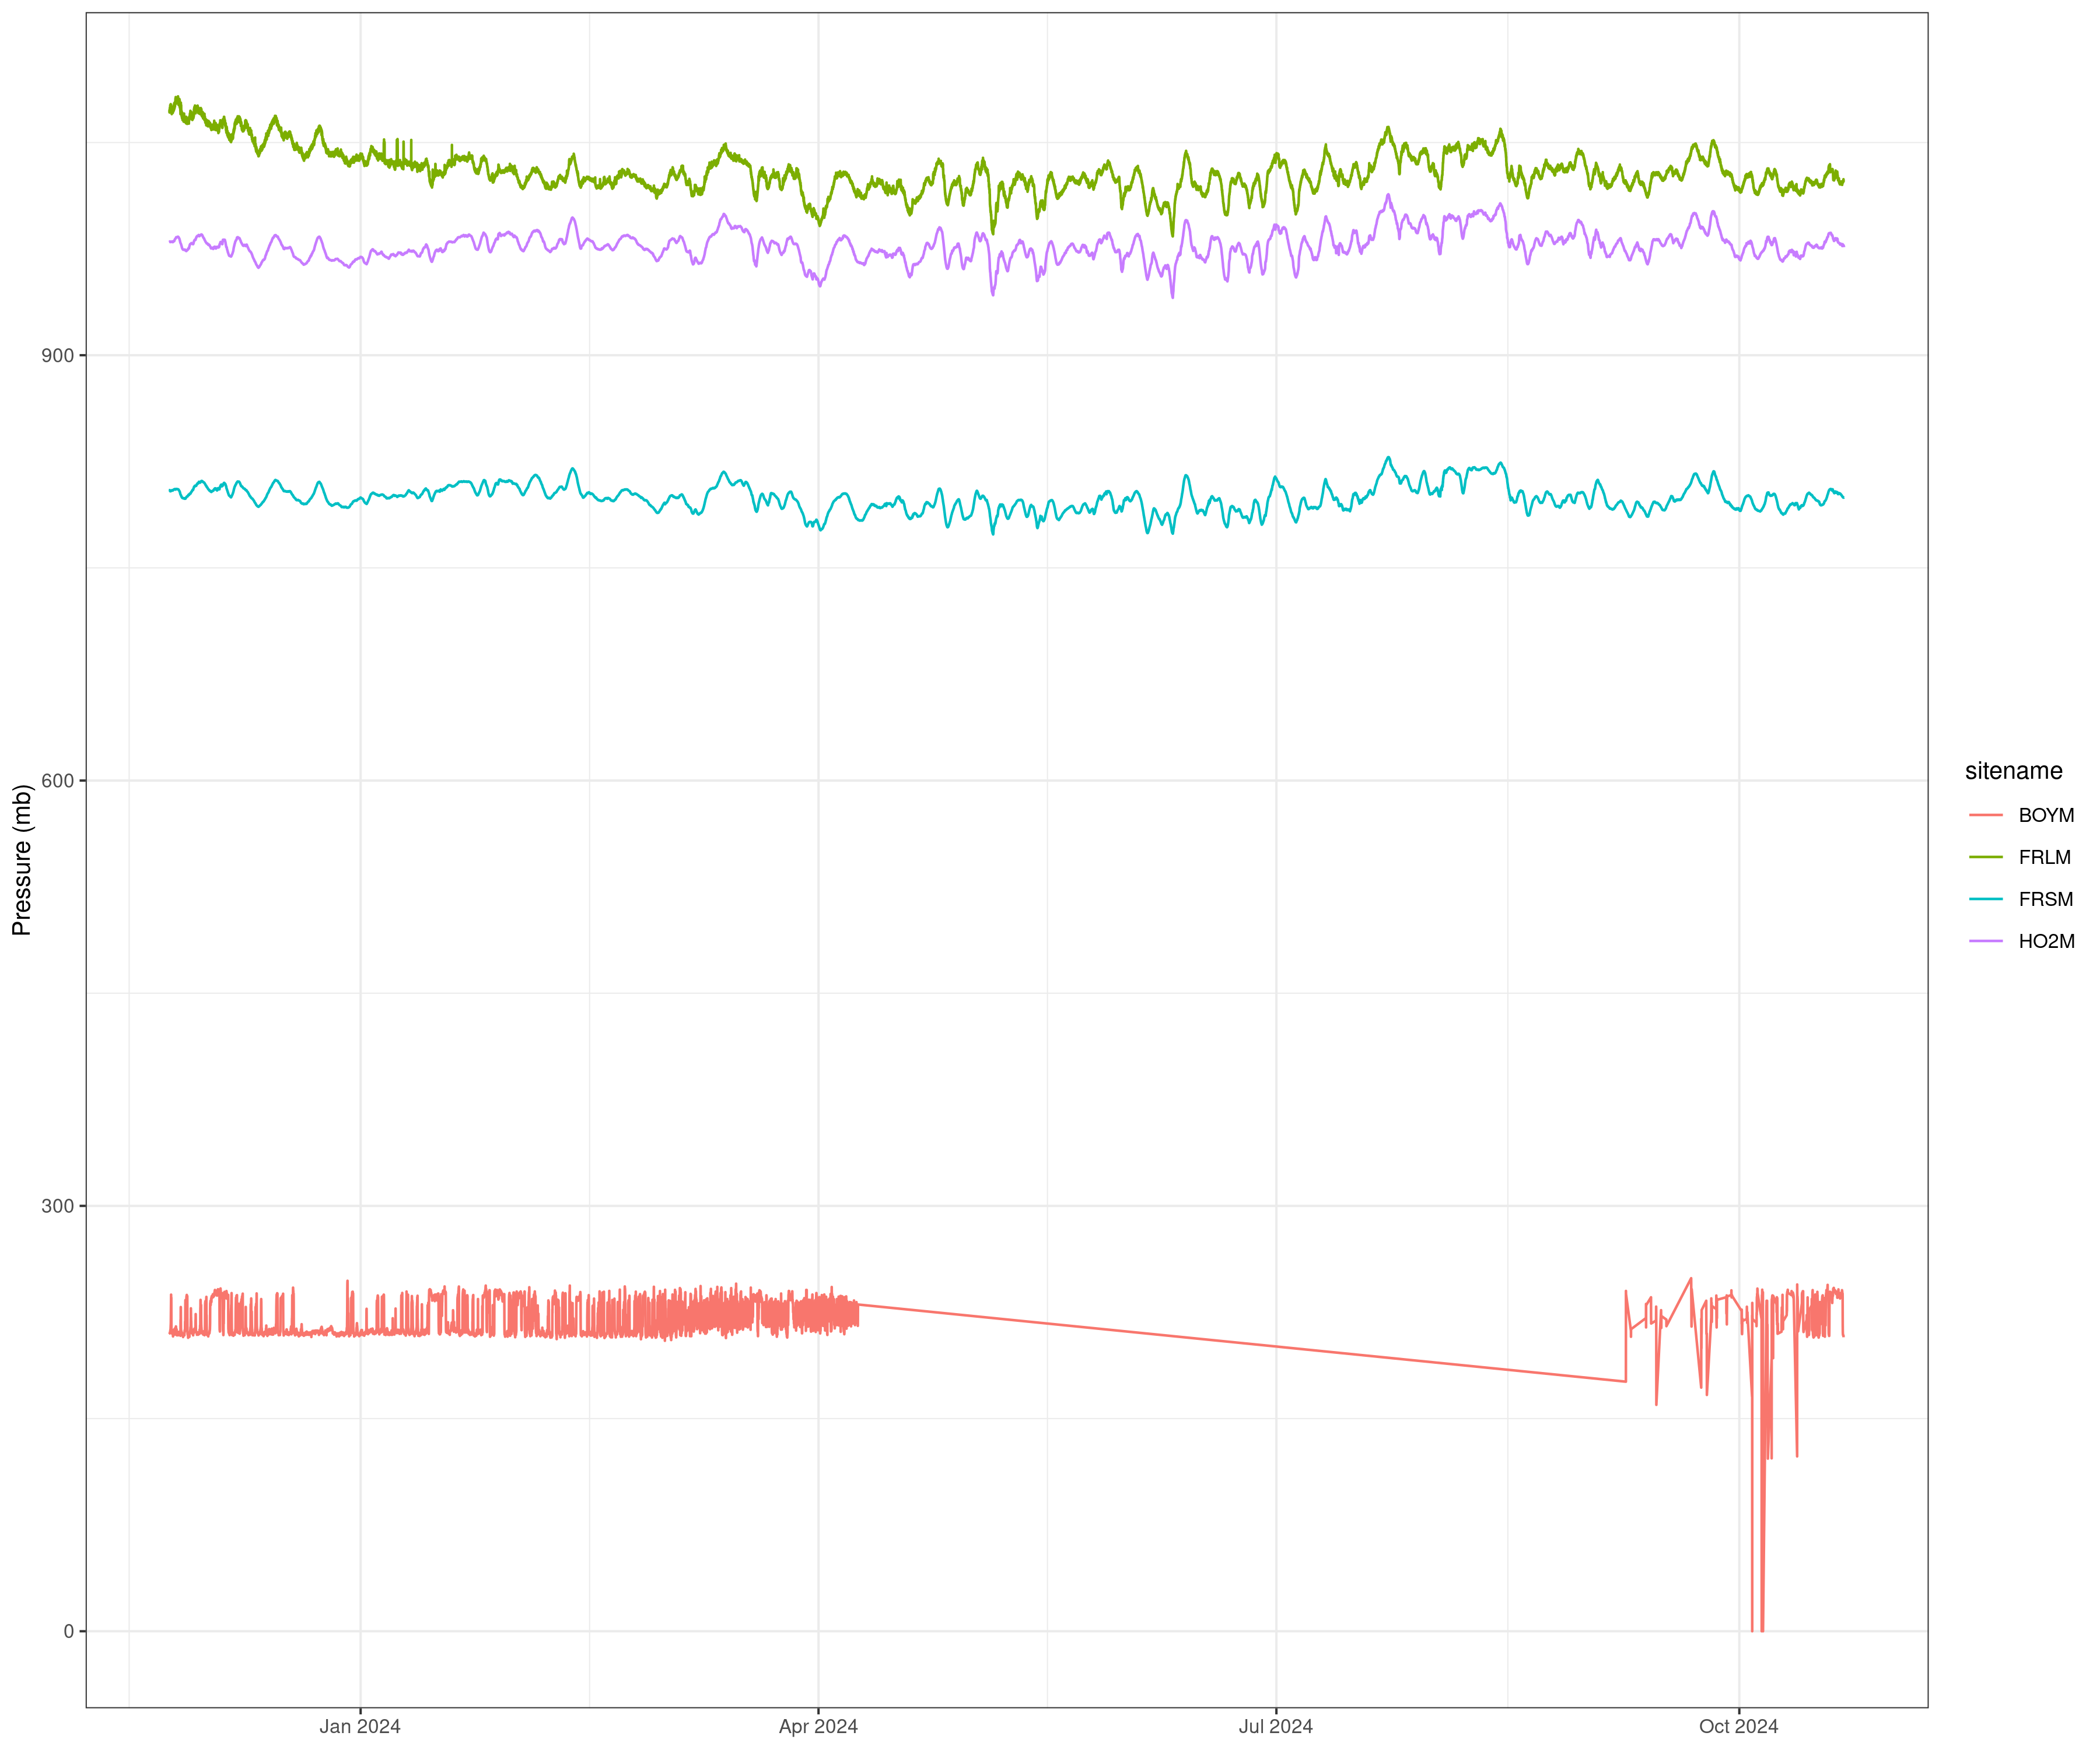 Pressure (mb)
900
600
300
0
Jan 2024
Apr 2024
Jul 2024
Oct 2024
sitename
BOYM
FRLM
FRSM
HO2M